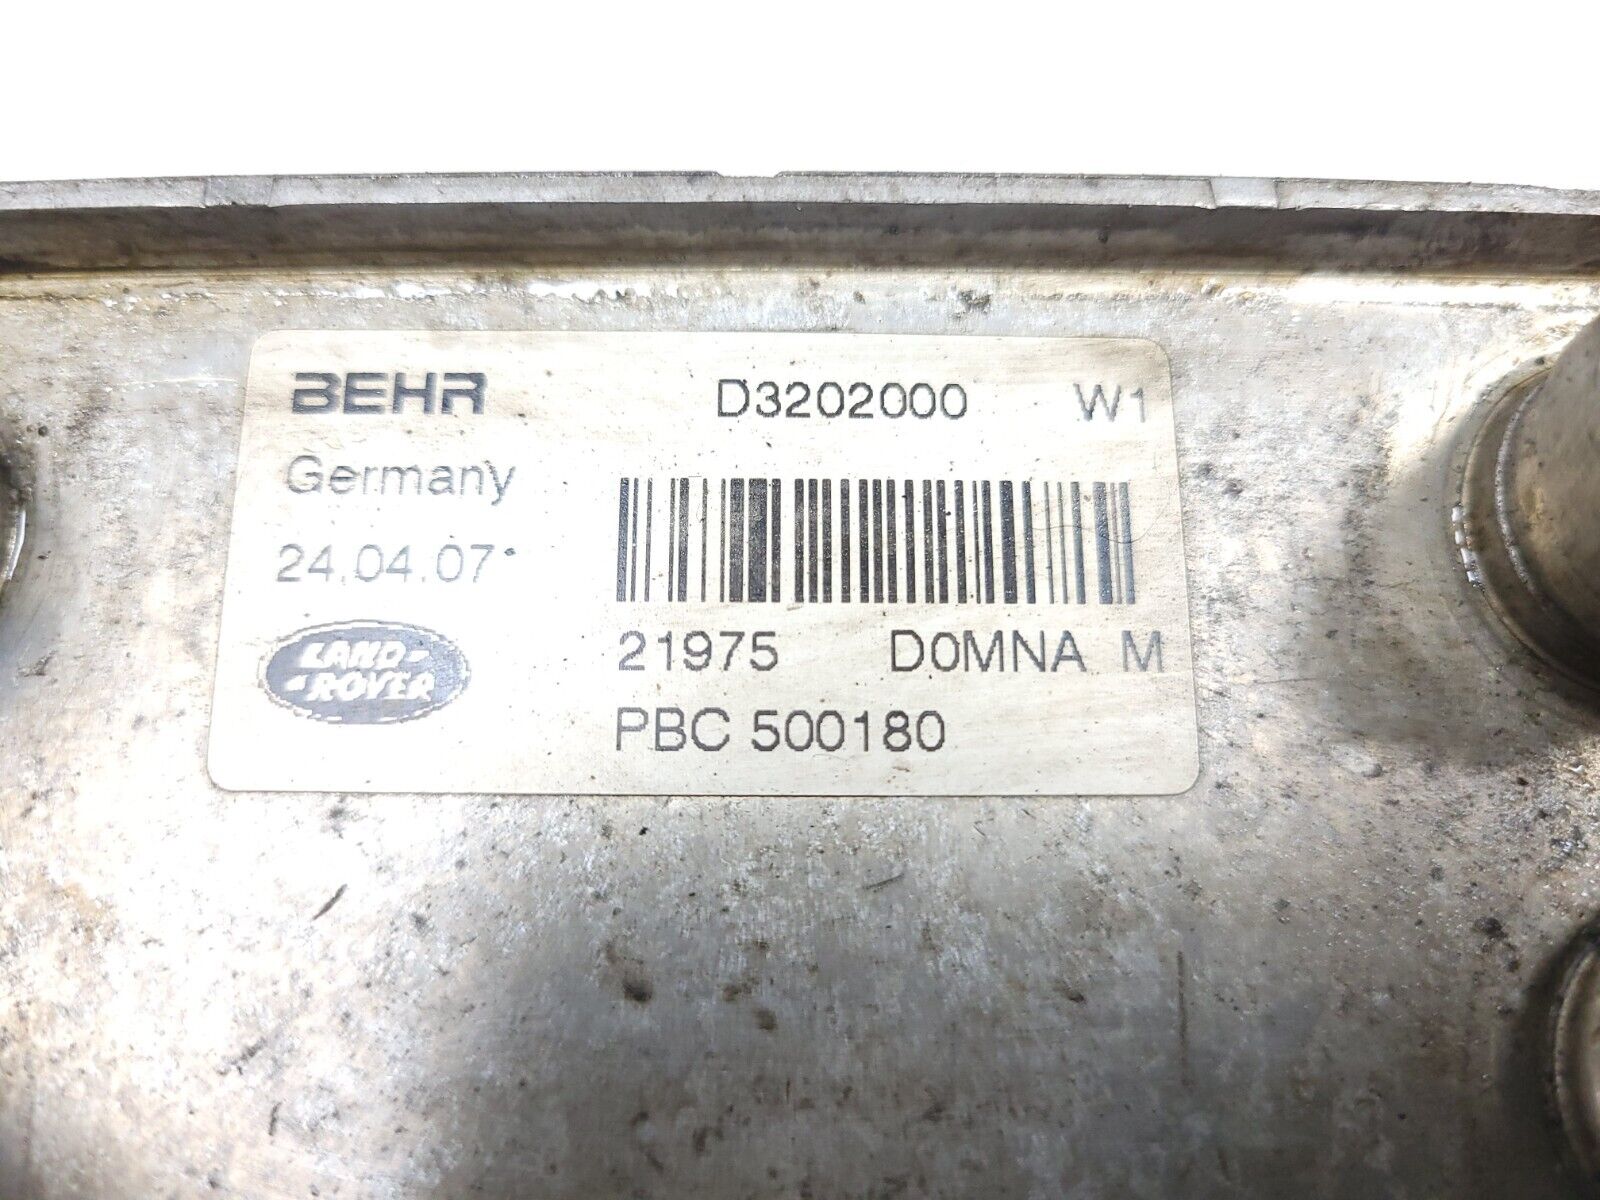 BEHR D3202000 W1
Germany
24.04.07
LAND-
-ROVER
21975 D0MNA M
PBC 500180